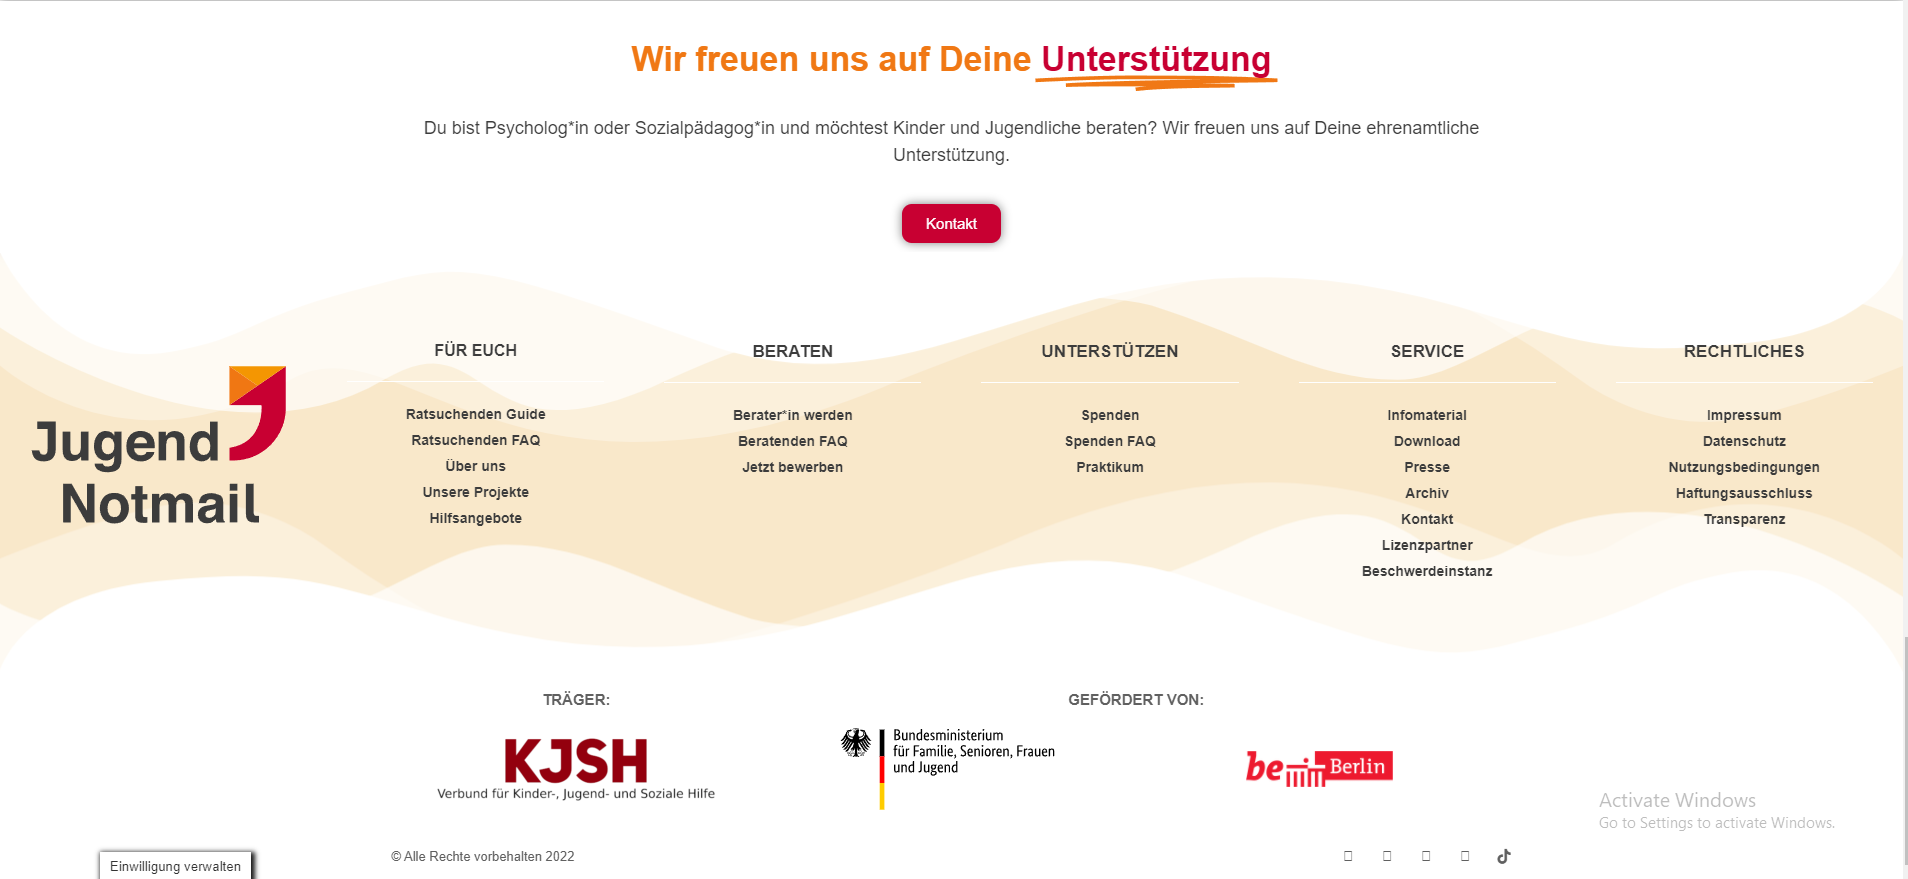 Wir freuen uns auf Deine Unterstützung
Du bist Psycholog*in oder Sozialpädagog*in und möchtest Kinder und Jugendliche beraten? Wir freuen uns auf Deine ehrenamtliche
Unterstützung.
Kontakt
Jugend
Notmail
FÜR EUCH
Ratsuchenden Guide
Ratsuchenden FAQ
Über uns
Unsere Projekte
Hilfsangebote
BERATEN
Berater*in werden
Beratenden FAQ
Jetzt bewerben
UNTERSTÜTZEN
Spenden
Spenden FAQ
Praktikum
SERVICE
Infomaterial
Download
Presse
Archiv
Kontakt
Lizenzpartner
Beschwerdeinstanz
RECHTLICHES
Impressum
Datenschutz
Nutzungsbedingungen
Haftungsausschluss
Transparenz
TRÄGER:
KJSH
Verbund für Kinder-, Jugend- und Soziale Hilfe
GEFÖRDERT VON:
Bundesministerium
für Familie, Senioren, Frauen
und Jugend
be Berlin
Activate Windows
Go to Settings to activate Windows.
© Alle Rechte vorbehalten 2022
Einwilligung verwalten